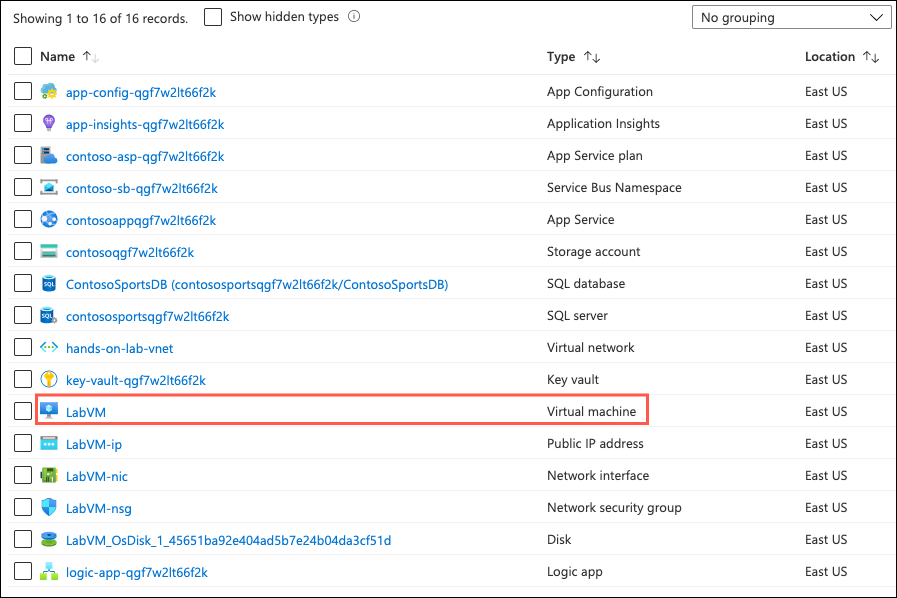 Showing 1 to 16 of 16 records. Show hidden types No grouping
Name Type Location
app-config-qgf7w2lt66f2k App Configuration East US
app-insights-qgf7w2lt66f2k Application Insights East US
contoso-asp-qgf7w2lt66f2k App Service plan East US
contoso-sb-qgf7w2lt66f2k Service Bus Namespace East US
contosoappqgf7w2lt66f2k App Service East US
contosoqgf7w2lt66f2k Storage account East US
ContosoSportsDB (contososportsqgf7w2lt66f2k/ContosoSportsDB) SQL database East US
contososportsqgf7w2lt66f2k SQL server East US
hands-on-lab-vnet Virtual network East US
key-vault-qgf7w2lt66f2k Key vault East US
LabVM Virtual machine East US
LabVM-ip Public IP address East US
LabVM-nic Network interface East US
LabVM-nsg Network security group East US
LabVM_OsDisk_1_45651ba92e404ad5b7e24b04da3cf51d Disk East US
logic-app-qgf7w2lt66f2k Logic app East US